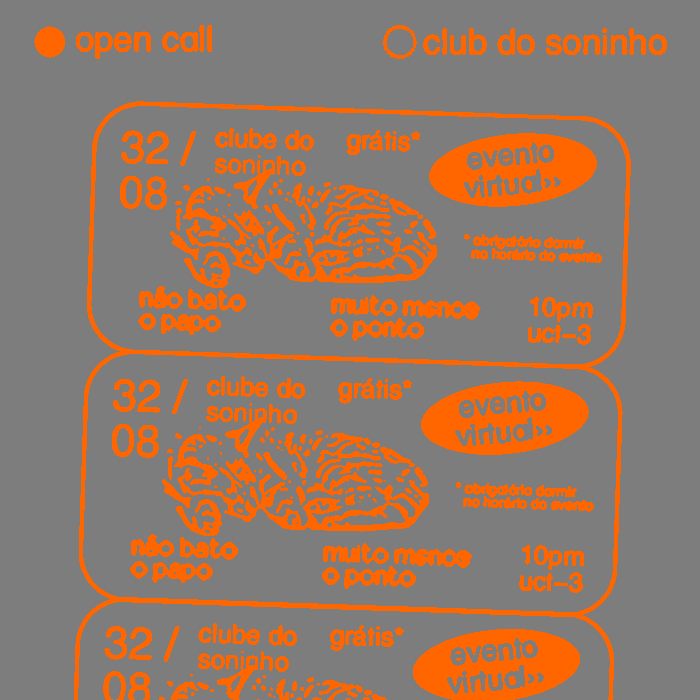 open call
club do soninho
32 /
08
clube do
soninho
grátis*
evento
virtual››
* obrigatório dormir
no horário do evento
não bato
o papo
muito menos
o ponto
10pm
uct-3
32 /
08
clube do
soninho
grátis*
evento
virtual››
* obrigatório dormir
no horário do evento
não bato
o papo
muito menos
o ponto
10pm
uct-3
32 /
08
clube do
soninho
grátis*
evento
virtual››